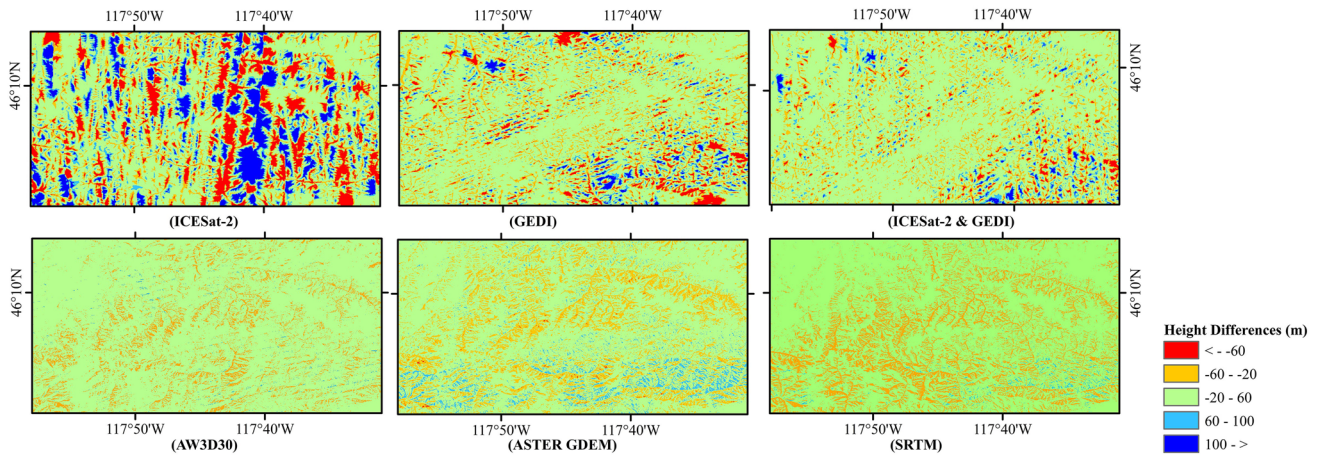 117°50'W 117°40'W 117°50'W 117°40'W 117°50'W 117°40'W
46°10'N 46°10'N
(ICESat-2) (GEDI) (ICESat-2 & GEDI)
46°10'N 46°10'N
117°50'W 117°40'W 117°50'W 117°40'W 117°50'W 117°40'W
(AW3D30) (ASTER GDEM) (SRTM)
Height Differences (m)
< - -60
-60 - -20
-20 - 60
60 - 100
100 - >